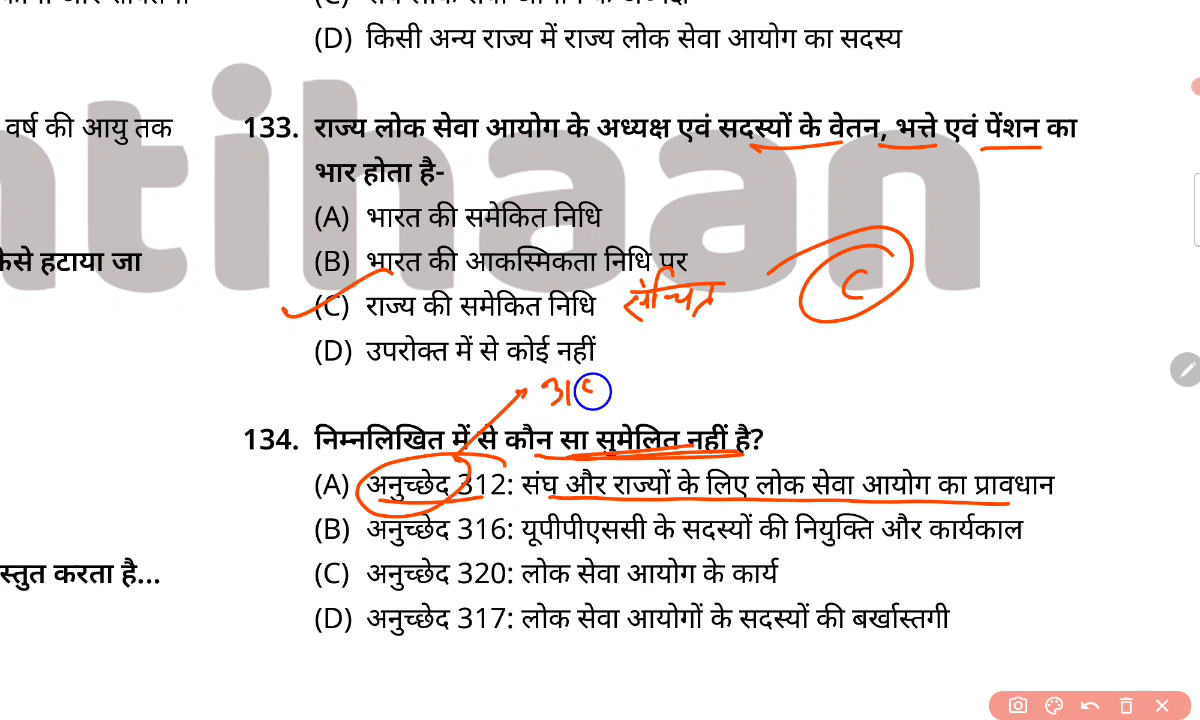 (D) किसी अन्य राज्य में राज्य लोक सेवा आयोग का सदस्य
वर्ष की आयु तक
133. राज्य लोक सेवा आयोग के अध्यक्ष एवं सदस्यों के वेतन, भत्ते एवं पेंशन का
भार होता है-
(A) भारत की समेकित निधि
हटाया जा
(B) भारत की आकस्मिकता निधि पर
(C) राज्य की समेकित निधि
C
(D) उपरोक्त में से कोई नहीं
134. निम्नलिखित में से कौन सा सुमेलित नहीं है?
(A) अनुच्छेद 312: संघ और राज्यों के लिए लोक सेवा आयोग का प्रावधान
(B) अनुच्छेद 316: यूपीपीएससी के सदस्यों की नियुक्ति और कार्यकाल
करता है...
(C) अनुच्छेद 320: लोक सेवा आयोग के कार्य
(D) अनुच्छेद 317: लोक सेवा आयोगों के सदस्यों की बर्खास्तगी